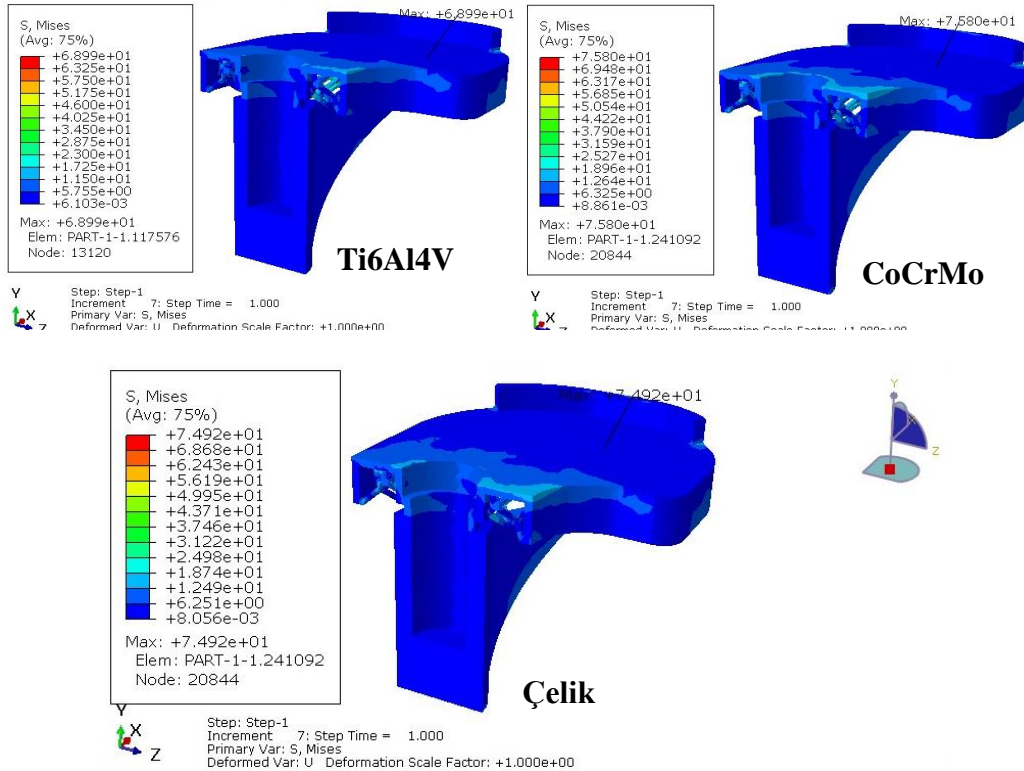 S, Mises
(Avg: 75%)
+6.899e+01
+6.325e+01
+5.750e+01
+5.175e+01
+4.600e+01
+4.025e+01
+3.450e+01
+2.875e+01
+2.300e+01
+1.725e+01
+1.150e+01
+5.755e+00
+6.103e-03
Max: +6.899e+01
Elem: PART-1-1.117576
Node: 13120
Max: +6.899e+01
Ti6Al4V
Y
X
Step: Step-1
Increment 7: Step Time = 1.000
Primary Var: S, Mises
Deformed Var: U Deformation Scale Factor: +1.000e+00
S, Mises
(Avg: 75%)
+7.580e+01
+6.948e+01
+6.317e+01
+5.685e+01
+5.054e+01
+4.422e+01
+3.790e+01
+3.159e+01
+2.527e+01
+1.896e+01
+1.264e+01
+6.325e+00
+8.861e-03
Max: +7.580e+01
Elem: PART-1-1.241092
Node: 20844
Max: +7.580e+01
CoCrMo
Y
X
Step: Step-1
Increment 7: Step Time = 1.000
Primary Var: S, Mises
Deformed Var: U Deformation Scale Factor: +1.000e+00
S, Mises
(Avg: 75%)
+7.492e+01
+6.868e+01
+6.243e+01
+5.619e+01
+4.995e+01
+4.371e+01
+3.746e+01
+3.122e+01
+2.498e+01
+1.874e+01
+1.249e+01
+6.251e+00
+8.056e-03
Max: +7.492e+01
Elem: PART-1-1.241092
Node: 20844
Max: +7.492e+01
Çelik
Y
X
Z
Step: Step-1
Increment 7: Step Time = 1.000
Primary Var: S, Mises
Deformed Var: U Deformation Scale Factor: +1.000e+00
Y
Z